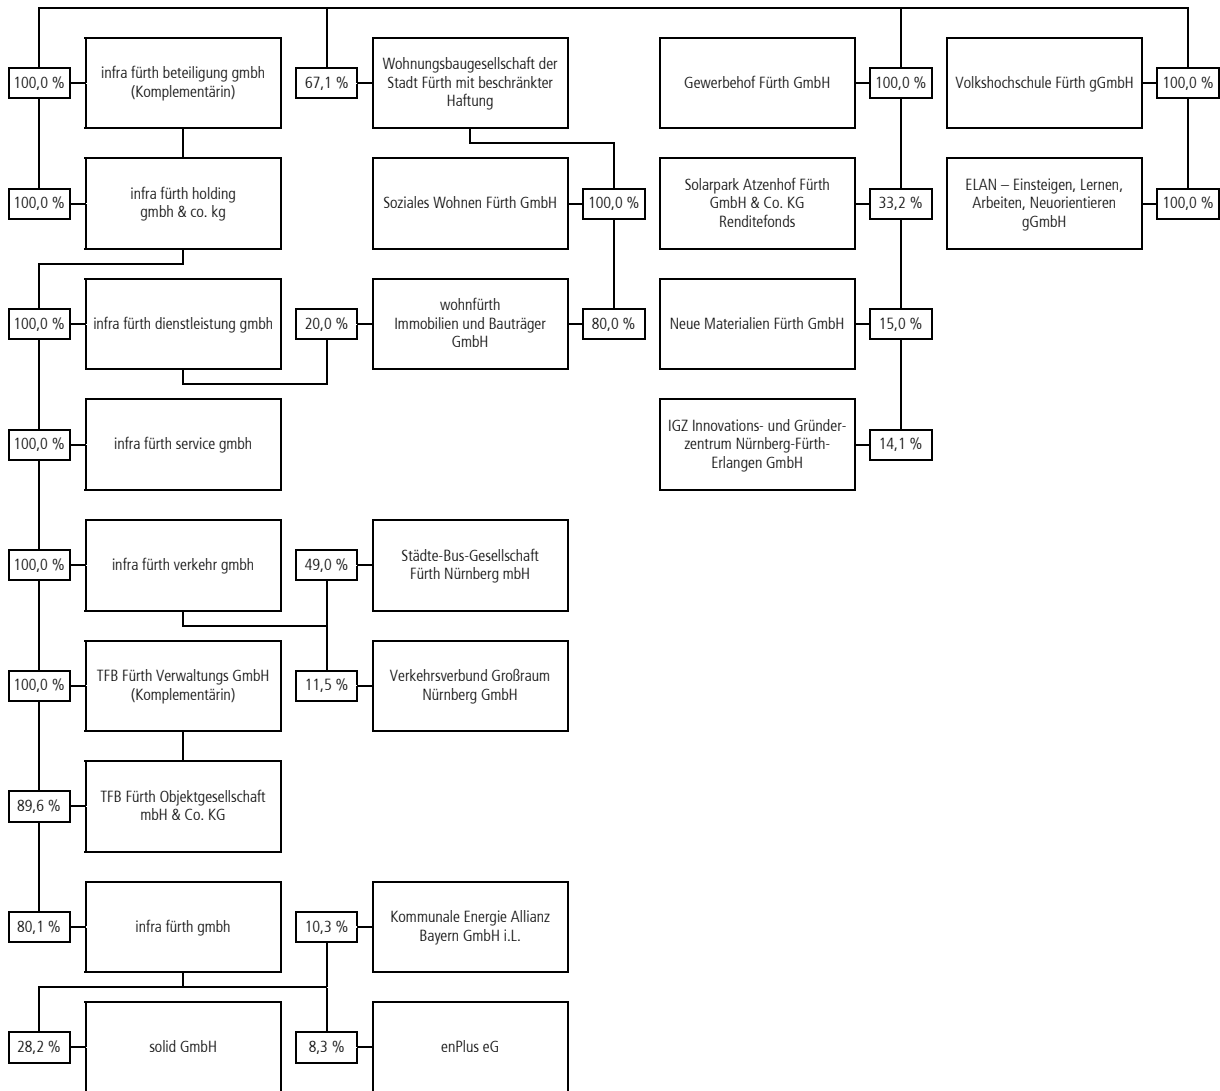 100,0 %
infra fürth beteiligung gmbh
(Komplementärin)
67,1 %
Wohnungsbaugesellschaft der
Stadt Fürth mit beschränkter
Haftung
Gewerbehof Fürth GmbH
100,0 %
Volkshochschule Fürth gGmbH
100,0 %
100,0 %
infra fürth holding
gmbh & co. kg
Soziales Wohnen Fürth GmbH
100,0 %
Solarpark Atzenhof Fürth
GmbH & Co. KG
Renditefonds
33,2 %
ELAN – Einsteigen, Lernen,
Arbeiten, Neuorientieren
gGmbH
100,0 %
100,0 %
infra fürth dienstleistung gmbh
20,0 %
wohnfürth
Immobilien und Bauträger
GmbH
80,0 %
Neue Materialien Fürth GmbH
15,0 %
100,0 %
infra fürth service gmbh
IGZ Innovations- und Gründer-
zentrum Nürnberg-Fürth-
Erlangen GmbH
14,1 %
100,0 %
infra fürth verkehr gmbh
49,0 %
Städte-Bus-Gesellschaft
Fürth Nürnberg mbH
100,0 %
TFB Fürth Verwaltungs GmbH
(Komplementärin)
11,5 %
Verkehrsverbund Großraum
Nürnberg GmbH
89,6 %
TFB Fürth Objektgesellschaft
mbH & Co. KG
80,1 %
infra fürth gmbh
10,3 %
Kommunale Energie Allianz
Bayern GmbH i.L.
28,2 %
solid GmbH
8,3 %
enPlus eG